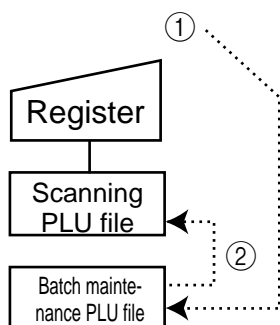 ①
Register
Scanning
PLU file
②
Batch mainte-
nance PLU file